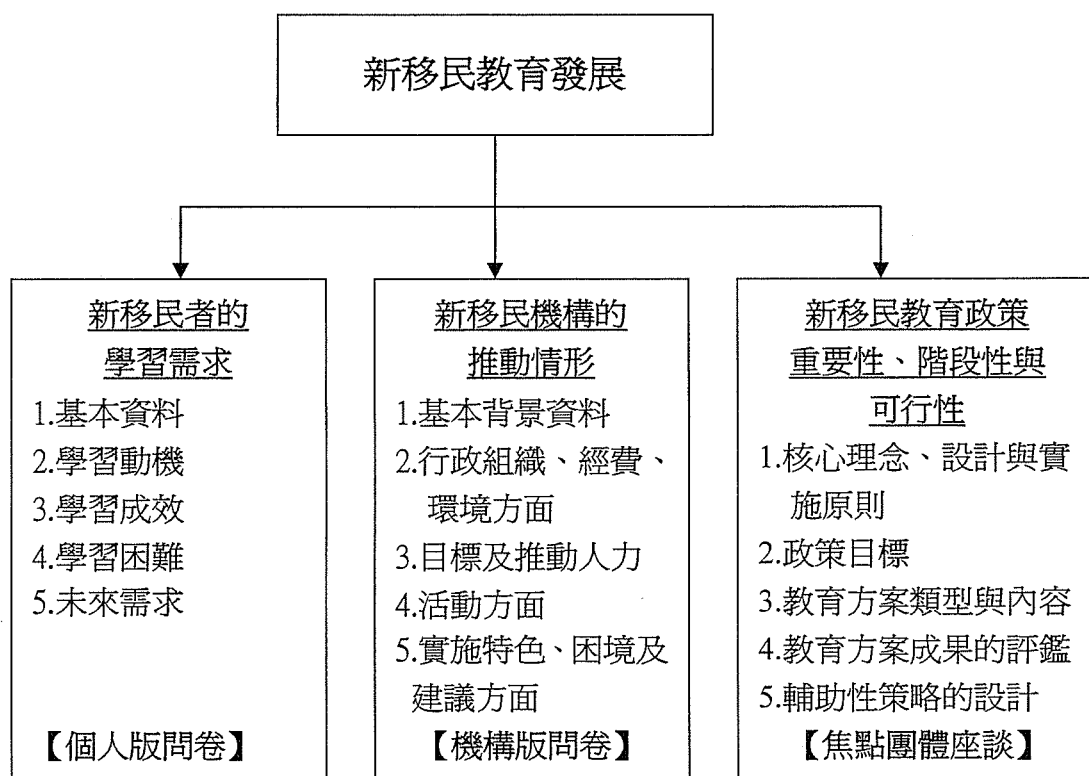 新移民教育發展
新移民者的
學習需求
1.基本資料
2.學習動機
3.學習成效
4.學習困難
5.未來需求
【個人版問卷】
新移民機構的
推動情形
1.基本背景資料
2.行政組織、經費、
環境方面
3.目標及推動人力
4.活動方面
5.實施特色、困境及
建議方面
【機構版問卷】
新移民教育政策
重要性、階段性與
可行性
1.核心理念、設計與實
施原則
2.政策目標
3.教育方案類型與內容
4.教育方案成果的評鑑
5.輔助性策略的設計
【焦點團體座談】